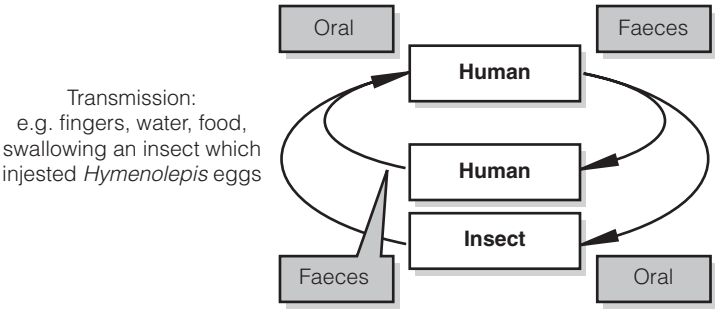 Oral
Faeces
Human
Transmission:
e.g. fingers, water, food,
swallowing an insect which
injested Hymenolepis eggs
Human
Insect
Faeces
Oral